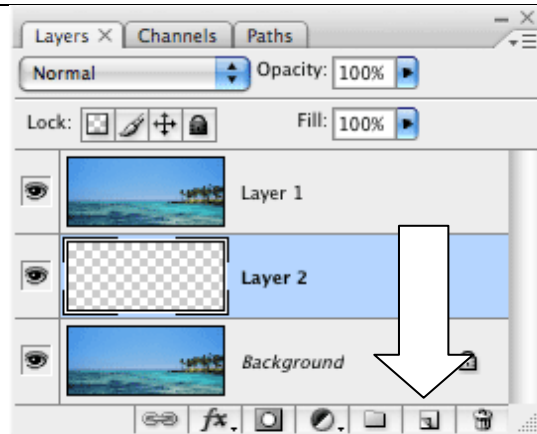 Layers × Channels Paths
Normal Opacity: 100%
Lock: Fill: 100%
Layer 1
Layer 2
Background
fx.